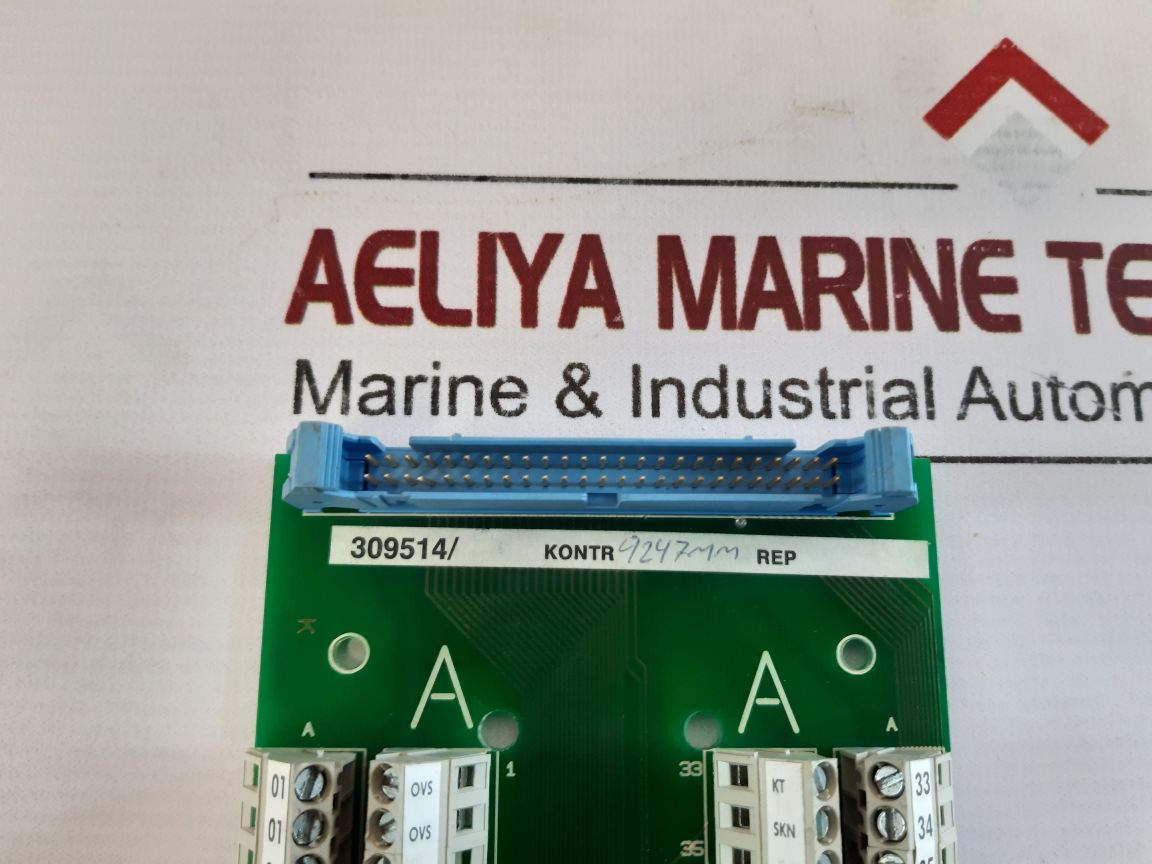 AELIYA MARINE TE
Marine & Industrial Autom
309514/ KONTR 9247MM REP
K
A A
A A
1 33
01 OVS KT 33
01 OVS SKN 34
35